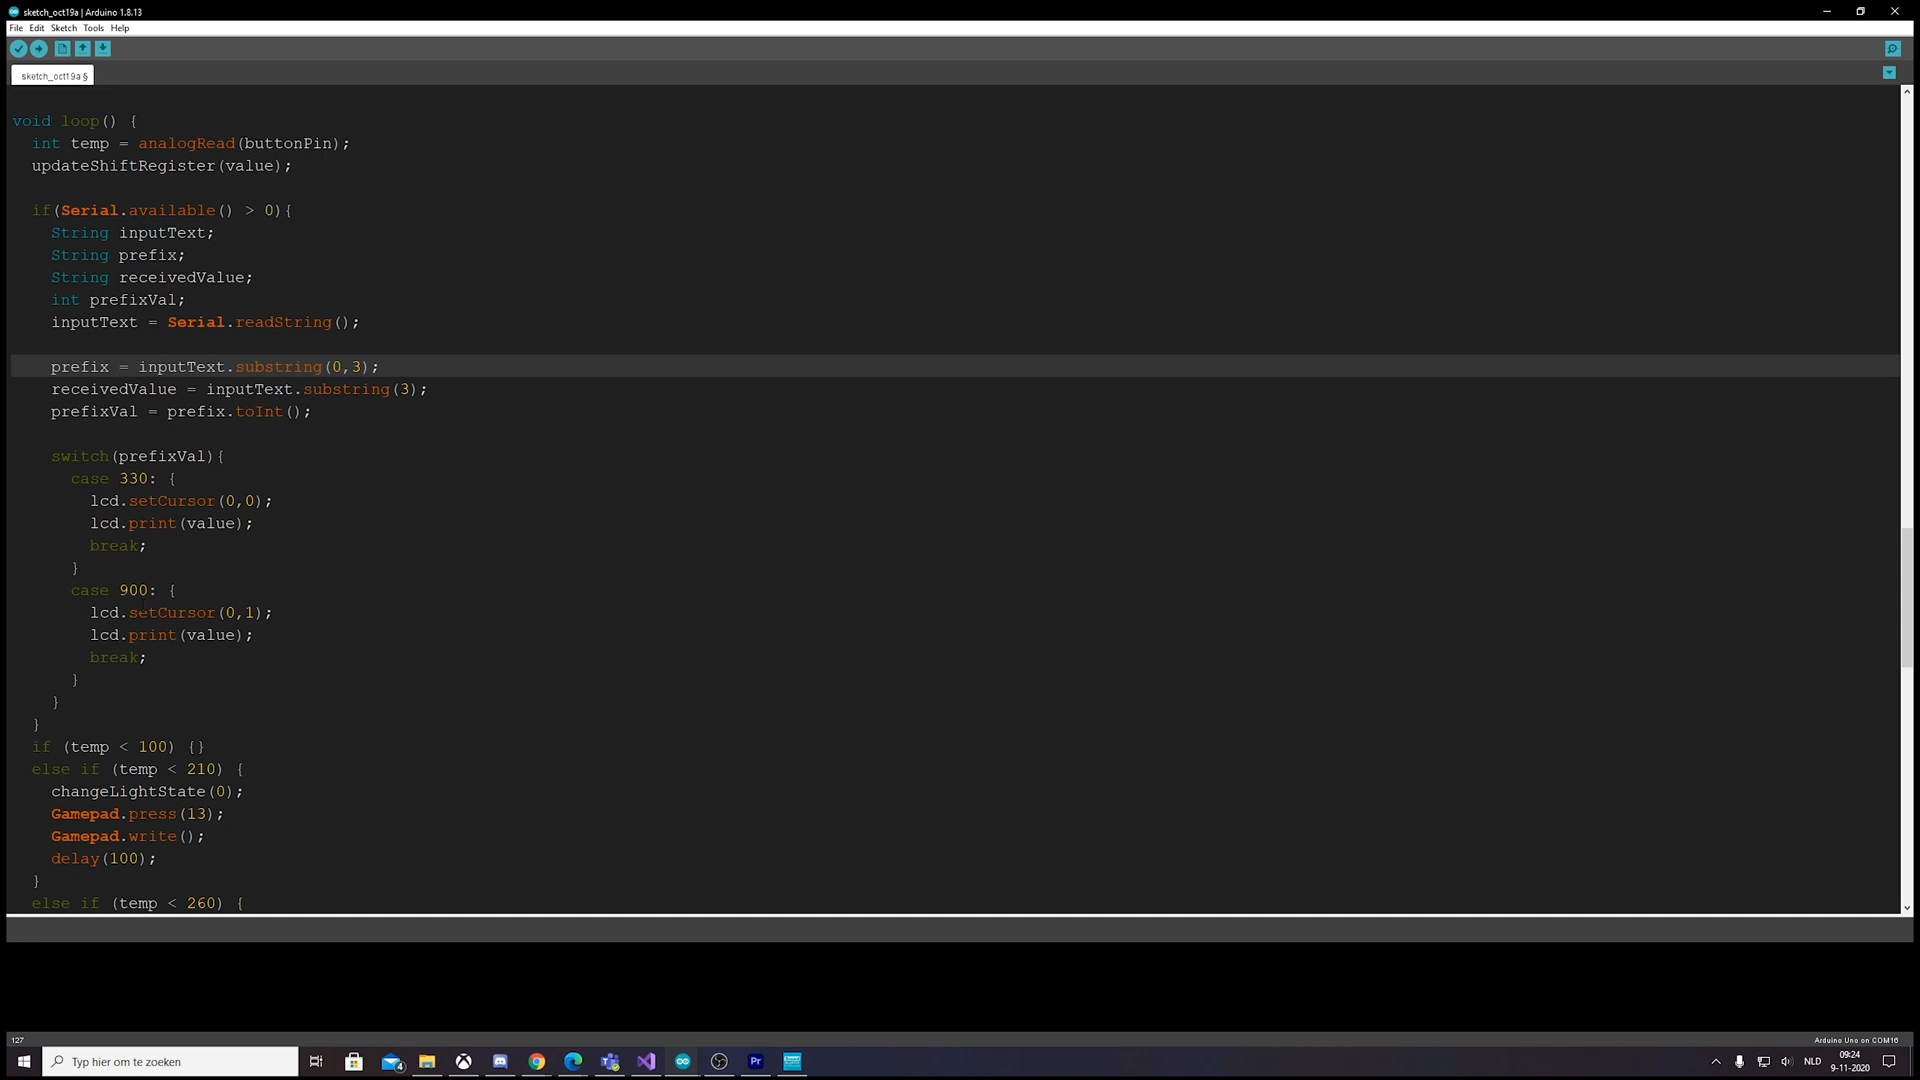 sketch_oct19a | Arduino 1.8.13
File Edit Sketch Tools Help
sketch_oct19a §
void loop() {
int temp = analogRead(buttonPin);
updateShiftRegister(value);
if(Serial.available() > 0){
String inputText;
String prefix;
String receivedValue;
int prefixVal;
inputText = Serial.readString();
prefix = inputText.substring(0,3);
receivedValue = inputText.substring(3);
prefixVal = prefix.toInt();
switch(prefixVal){
case 330: {
lcd.setCursor(0,0);
lcd.print(value);
break;
}
case 900: {
lcd.setCursor(0,1);
lcd.print(value);
break;
}
}
}
if (temp < 100) {}
else if (temp < 210) {
changeLightState(0);
Gamepad.press(13);
Gamepad.write();
delay(100);
}
else if (temp < 260) {
127
Arduino Uno on COM16
Typ hier om te zoeken
4
Pr
NLD
09:24
9-11-2020